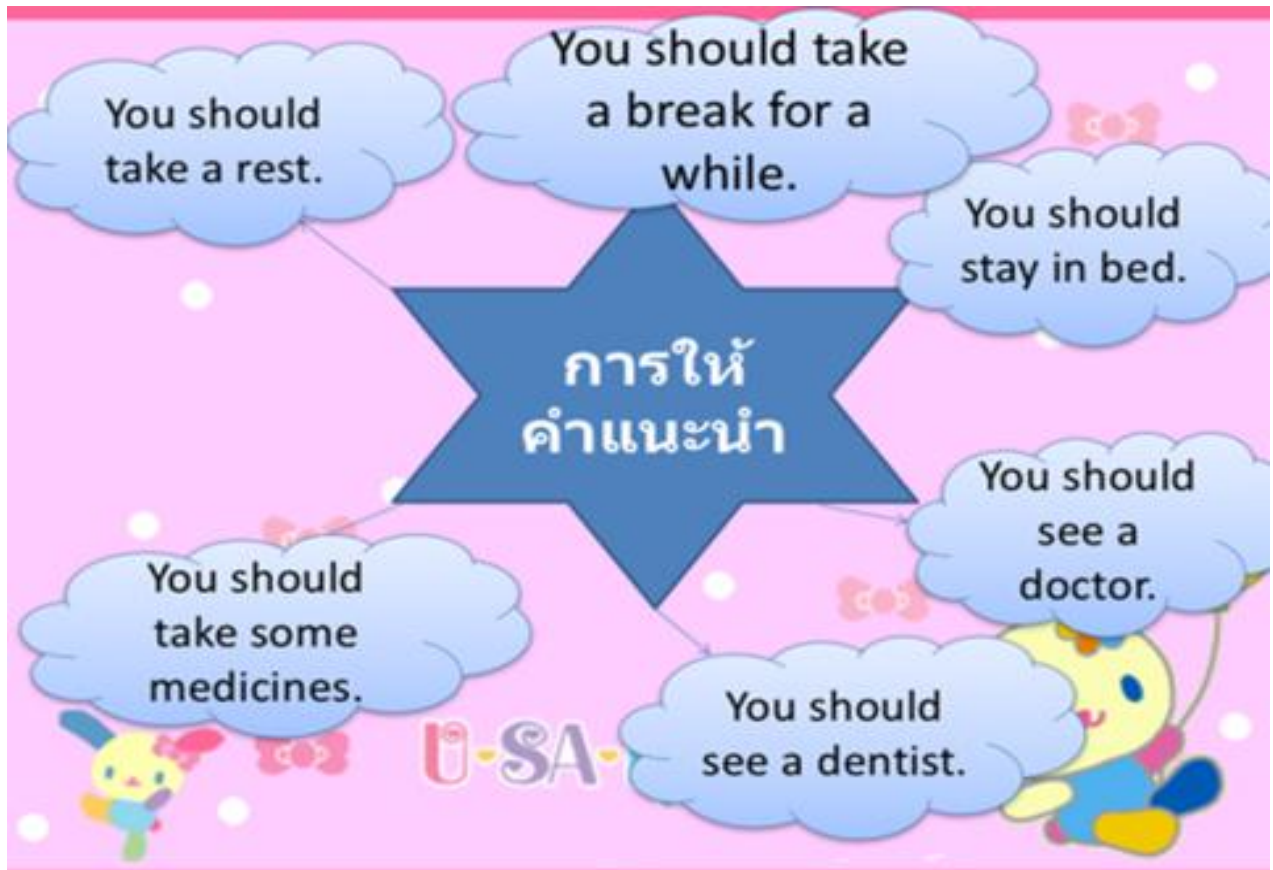 You should
take a rest.
You should take
a break for a
while.
You should
stay in bed.
การให้
คำแนะนำ
You should
see a
doctor.
You should
take some
medicines.
You should
see a dentist.
U·SA·